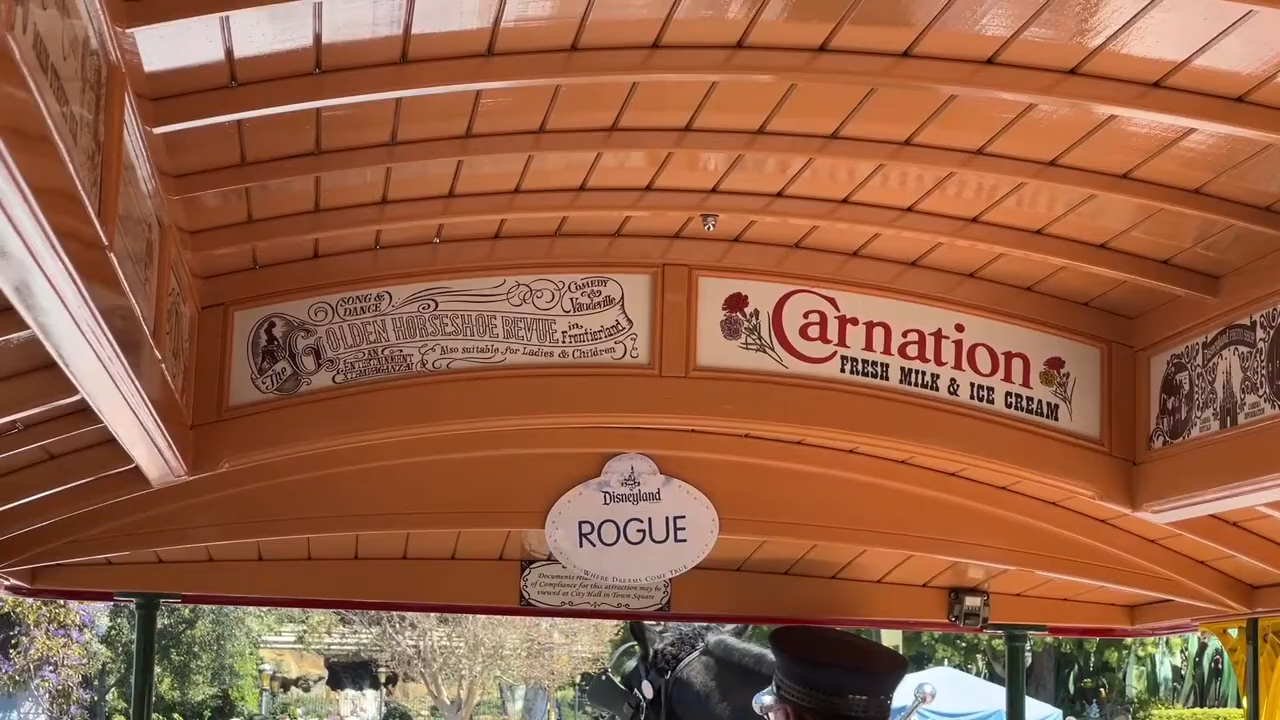 SONG & DANCE
COMEDY & Vaudeville
The GOLDEN HORSESHOE REVUE in Frontierland
AN ENTERTAINMENT EXTRAVAGANZA!
Also suitable for Ladies & Children
Carnation
FRESH MILK & ICE CREAM
Disneyland
ROGUE
WHERE DREAMS COME TRUE
Documents
of Compliance for this attraction may be
viewed at City Hall in Town Square